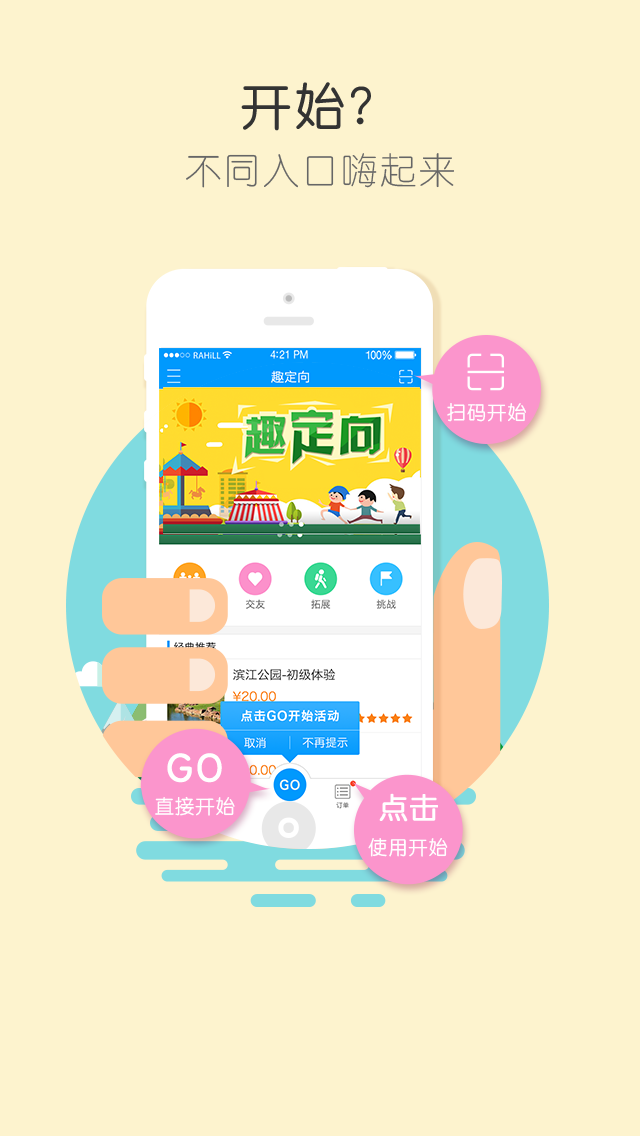 开始?
不同入口嗨起来
RAHiLL 4:21 PM 100%
趣定向
扫码开始
趣定向
交友 拓展 挑战
经典推荐
滨江公园-初级体验
¥20.00
点击GO开始活动
取消 不再提示
GO
直接开始
GO
订单
点击
使用开始